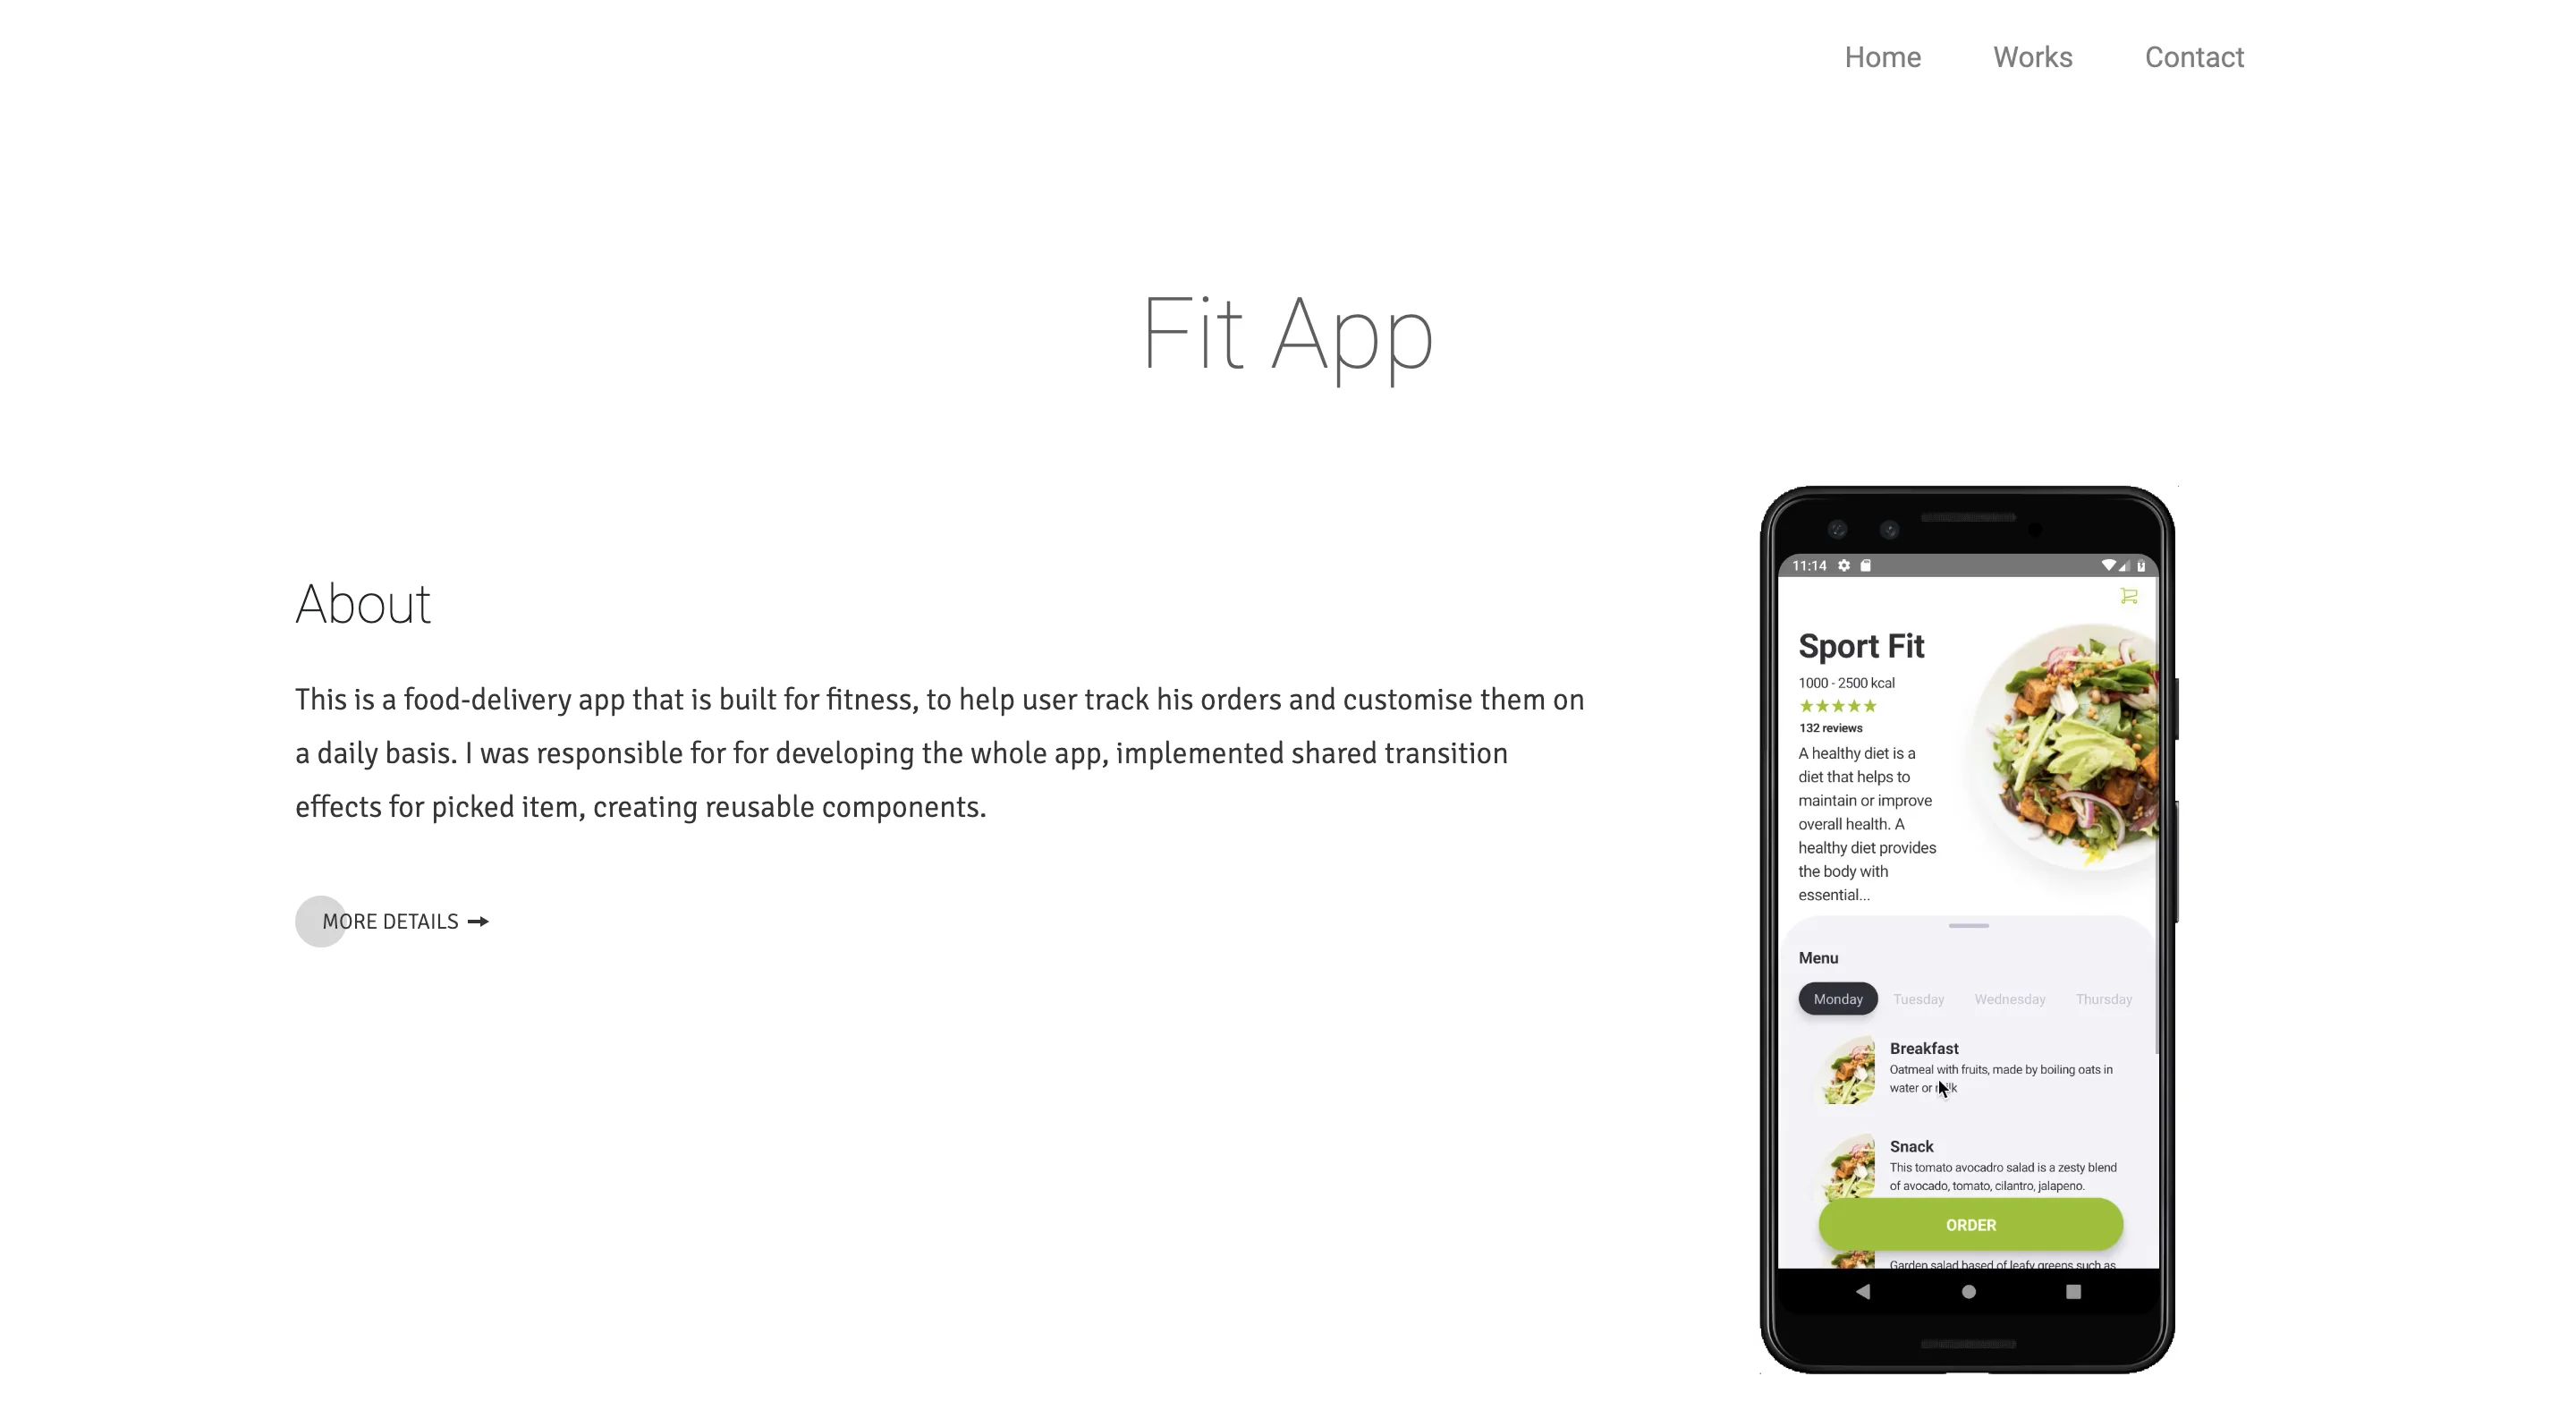 Home Works Contact
Fit App
About
This is a food-delivery app that is built for fitness, to help user track his orders and customise them on
a daily basis. I was responsible for for developing the whole app, implemented shared transition
effects for picked item, creating reusable components.
MORE DETAILS
11:14
Sport Fit
1000 - 2500 kcal
132 reviews
A healthy diet is a
diet that helps to
maintain or improve
overall health. A
healthy diet provides
the body with
essential...
Menu
Monday Tuesday Wednesday Thursday
Breakfast
Oatmeal with fruits, made by boiling oats in
water or
Snack
This tomato avocadro salad is a zesty blend
of avocado, tomato, cilantro, jalapeno.
ORDER
Garden salad based of leafy greens such as